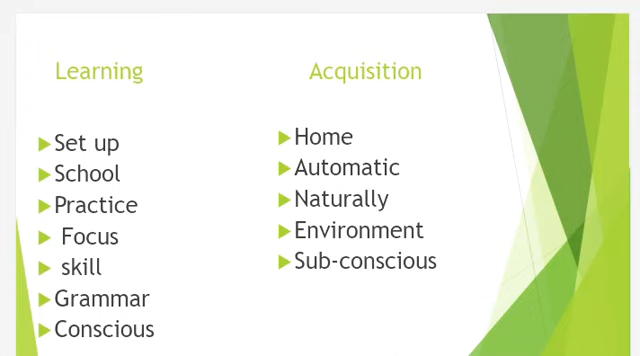 Learning
Set up
School
Practice
Focus
skill
Grammar
Conscious
Acquisition
Home
Automatic
Naturally
Environment
Sub-conscious